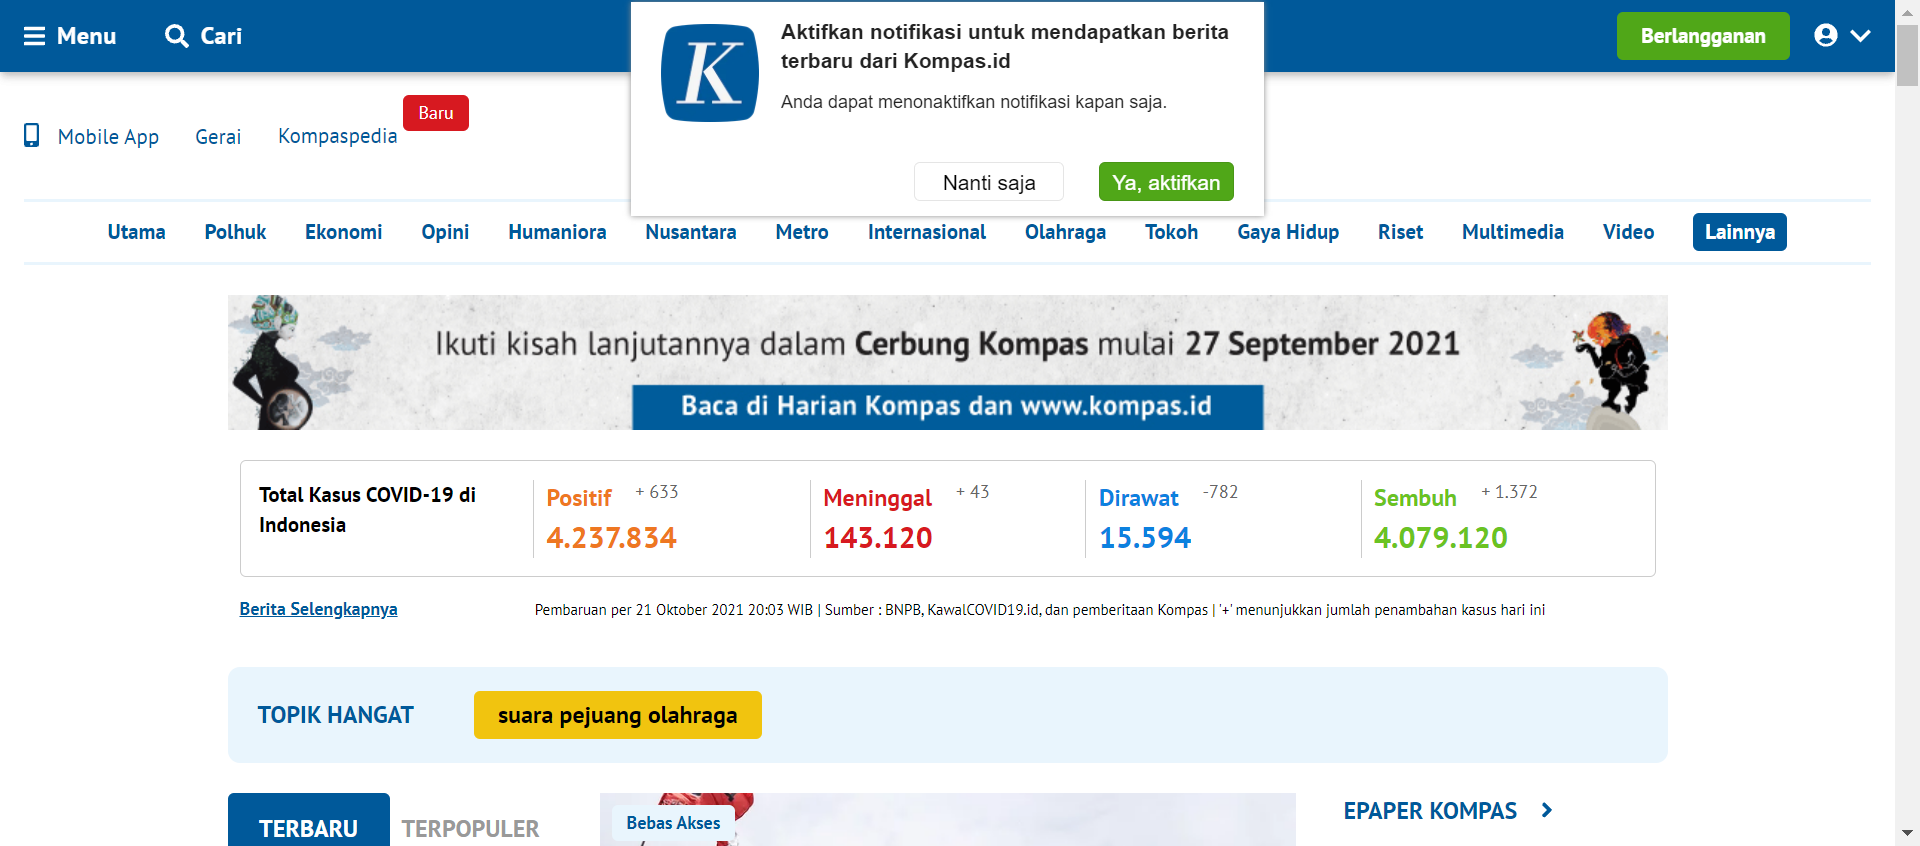 Menu
Cari
Aktifkan notifikasi untuk mendapatkan berita
terbaru dari Kompas.id
Anda dapat menonaktifkan notifikasi kapan saja.
Nanti saja
Ya, aktifkan
Berlangganan
Mobile App
Gerai
Kompaspedia
Baru
Utama Polhuk Ekonomi Opini Humaniora Nusantara Metro Internasional Olahraga Tokoh Gaya Hidup Riset Multimedia Video Lainnya
Ikuti kisah lanjutannya dalam Cerbung Kompas mulai 27 September 2021
Baca di Harian Kompas dan www.kompas.id
Total Kasus COVID-19 di
Indonesia
Positif + 633
4.237.834
Meninggal + 43
143.120
Dirawat -782
15.594
Sembuh + 1.372
4.079.120
Berita Selengkapnya
Pembaruan per 21 Oktober 2021 20:03 WIB | Sumber : BNPB, KawalCOVID19.id, dan pemberitaan Kompas | '+' menunjukkan jumlah penambahan kasus hari ini
TOPIK HANGAT
suara pejuang olahraga
TERBARU
TERPOPULER
Bebas Akses
EPAPER KOMPAS